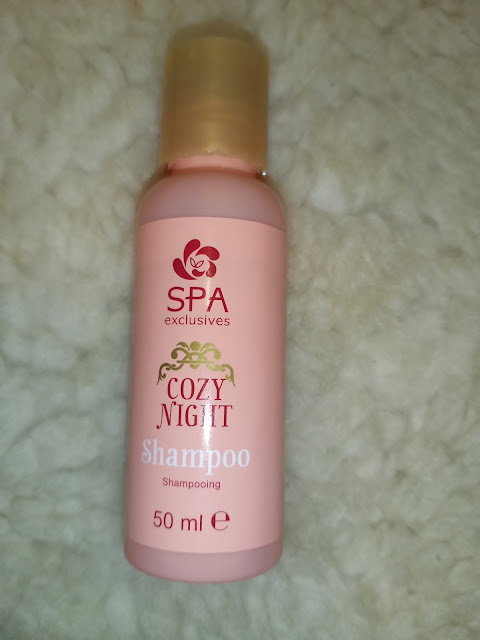 SPA
exclusives
COZY
NIGHT
Shampoo
Shampooing
50 ml ℮